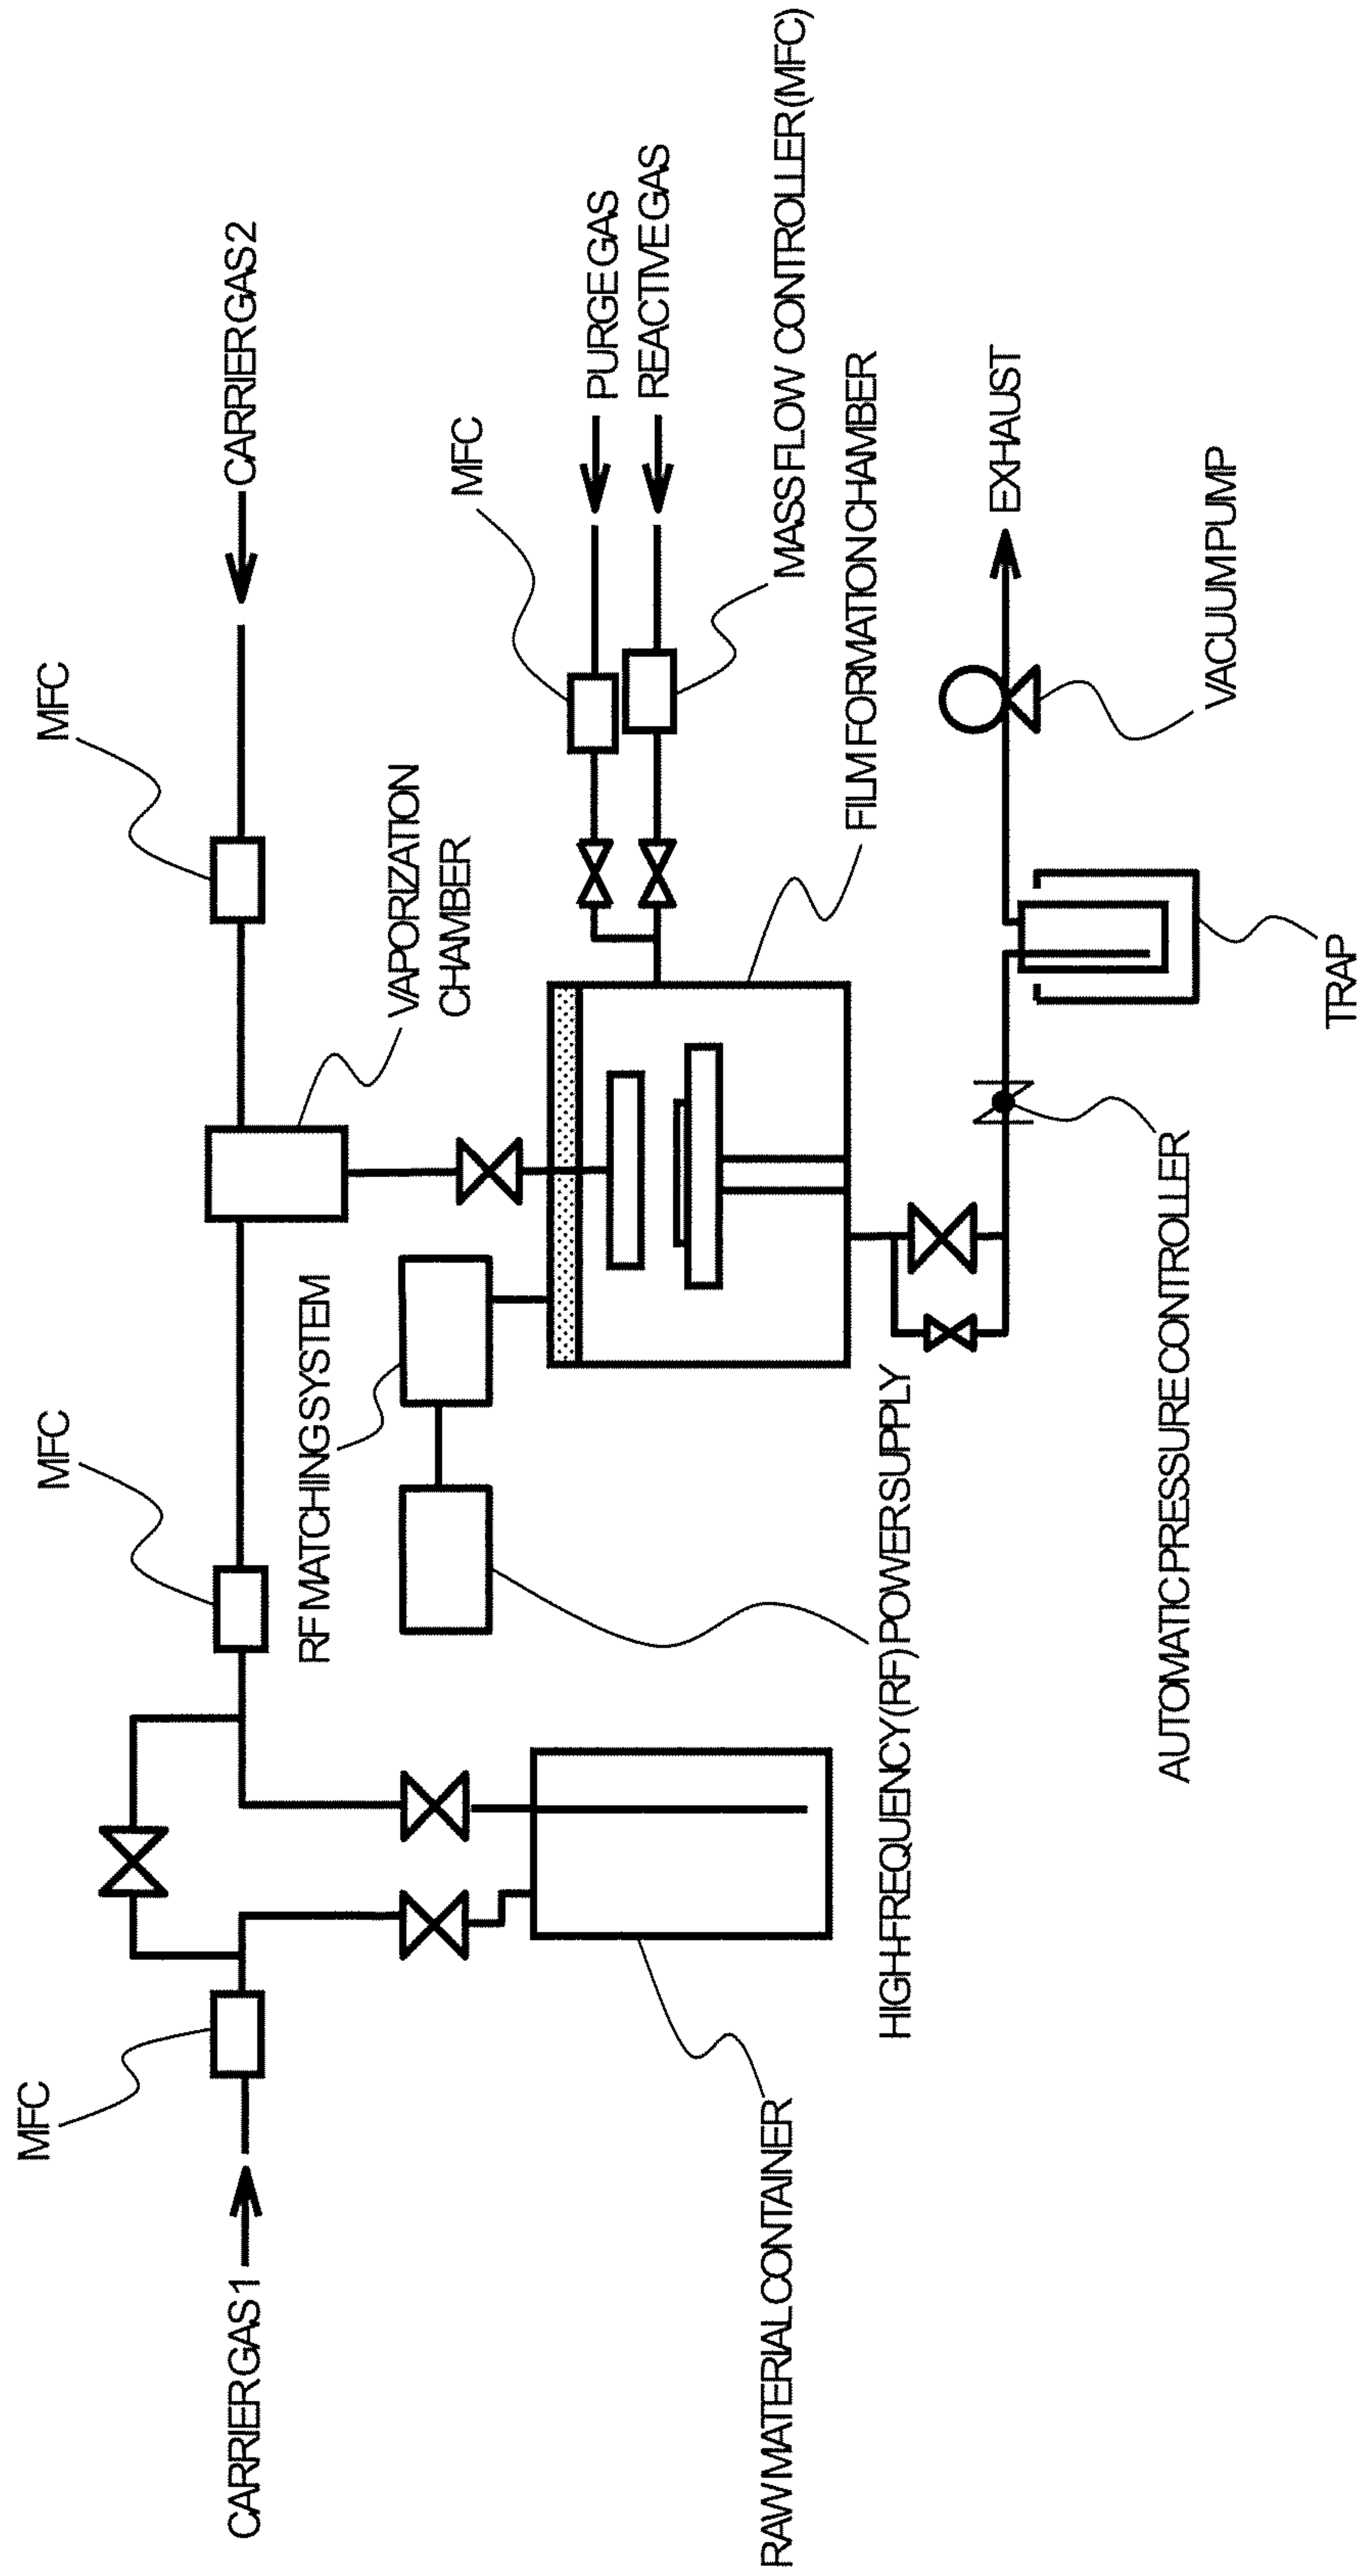 CARRIER GAS 2
MFC
VAPORIZATION
CHAMBER
MFC
PURGE GAS
REACTIVE GAS
MASS FLOW CONTROLLER (MFC)
FILM FORMATION CHAMBER
EXHAUST
VACUUM PUMP
TRAP
AUTOMATIC PRESSURE CONTROLLER
MFC
RF MATCHING SYSTEM
HIGH-FREQUENCY (RF) POWER SUPPLY
MFC
CARRIER GAS 1
RAW MATERIAL CONTAINER